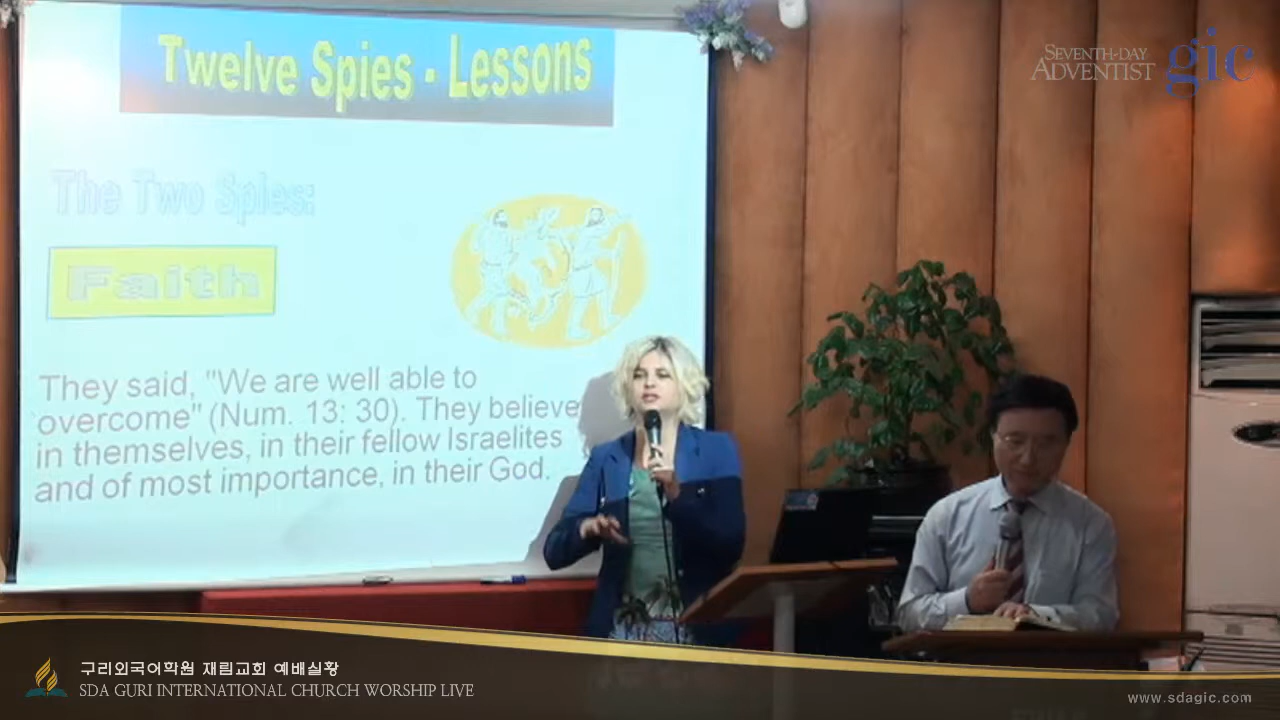 Twelve Spies - Lessons
SEVENTH-DAY
ADVENTIST
gic
The Two Spies:
Faith
They said, "We are well able to
overcome" (Num. 13: 30). They believe
in themselves, in their fellow Israelites
and of most importance, in their God.
구리외국어학원 재림교회 예배실황
SDA GURI INTERNATIONAL CHURCH WORSHIP LIVE
www.sdagic.com